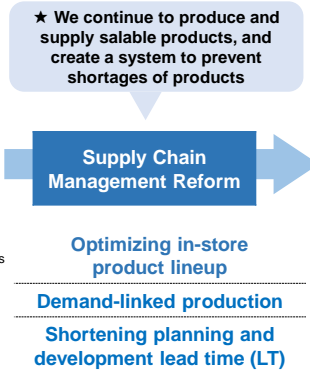 ★ We continue to produce and
supply salable products, and
create a system to prevent
shortages of products
Supply Chain
Management Reform
Optimizing in-store
product lineup
s
Demand-linked production
Shortening planning and
development lead time (LT)